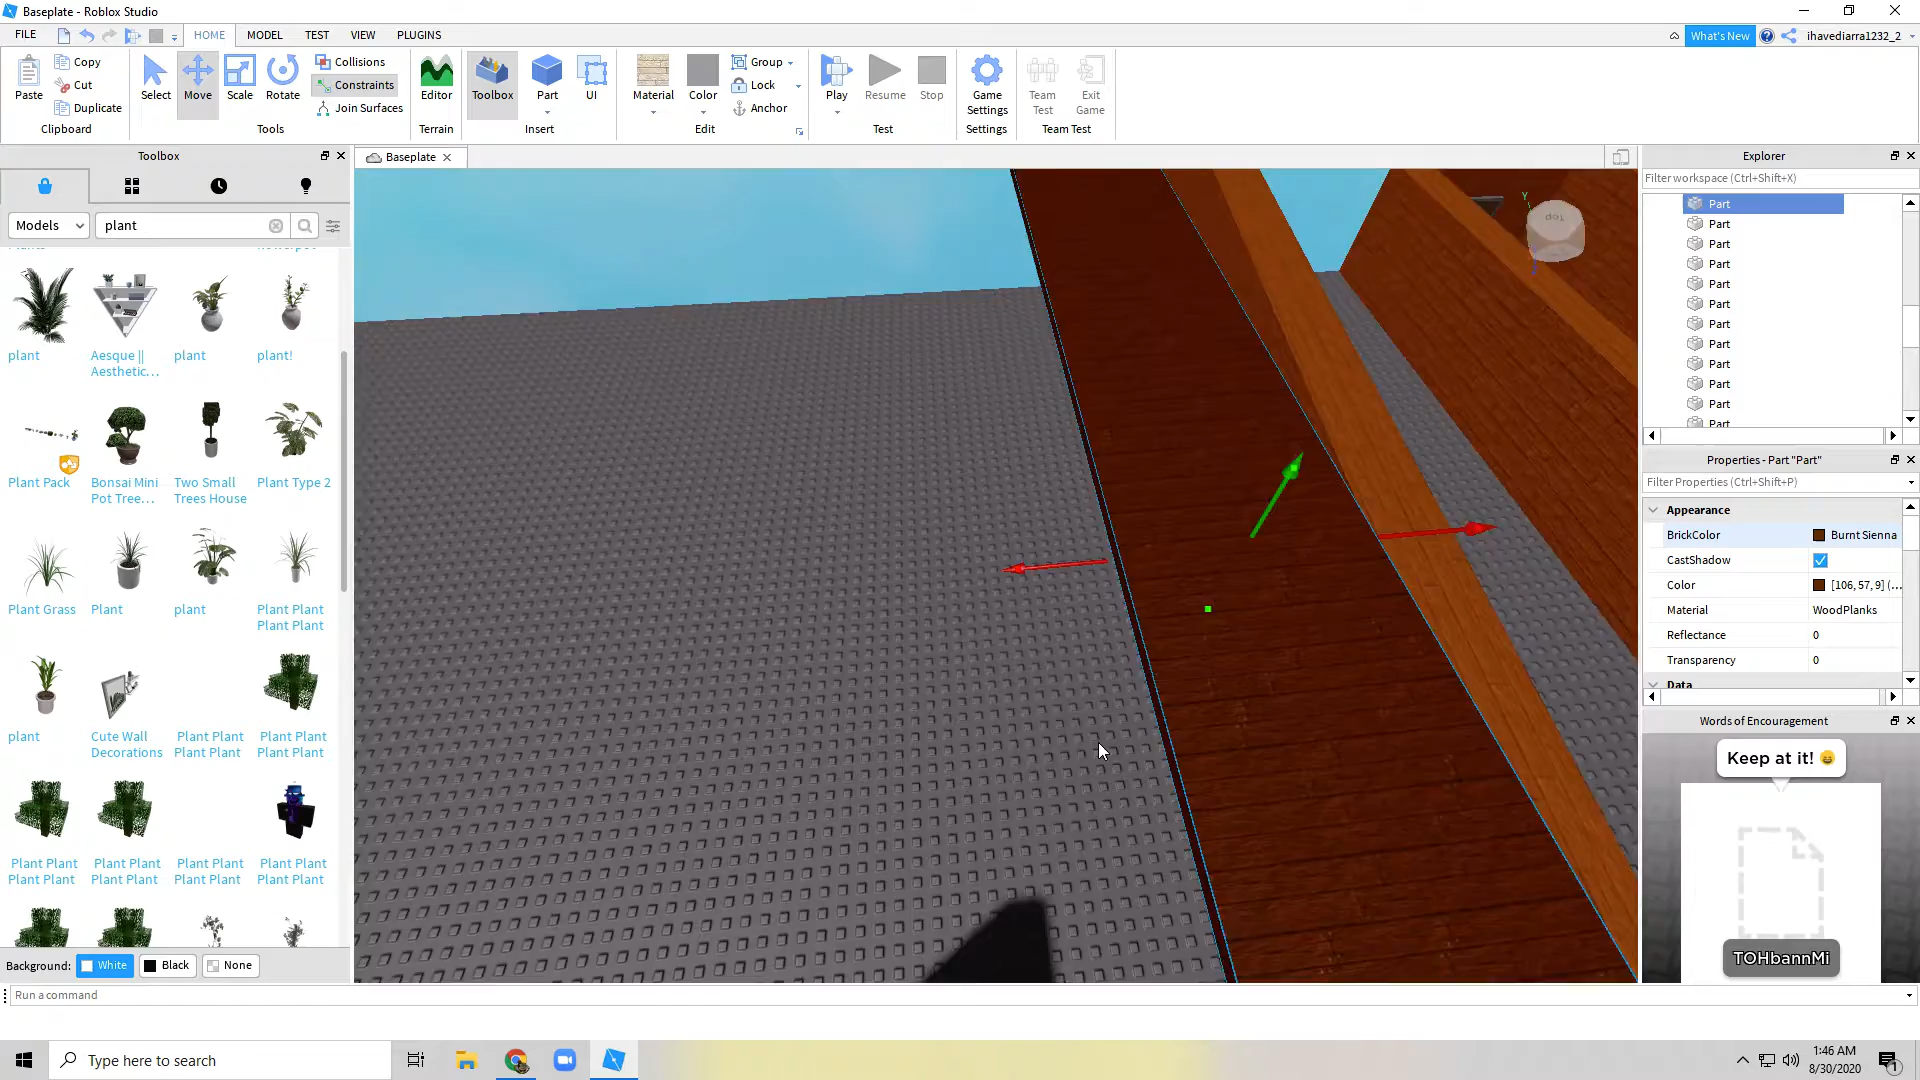 Baseplate - Roblox Studio
FILE HOME MODEL TEST VIEW PLUGINS What's New ihavediarra1232_2
Paste Copy Cut Duplicate
Clipboard
Select Move Scale Rotate Collisions Constraints Join Surfaces
Tools
Editor
Terrain
Toolbox Part UI
Insert
Material Color Group Lock Anchor
Edit
Play Resume Stop
Test
Game Settings
Settings
Team Test Exit Game
Team Test
Toolbox
Models plant
plant Aesque || Aesthetic... plant plant!
Plant Pack Bonsai Mini Pot Tree... Two Small Trees House Plant Type 2
Plant Grass Plant plant Plant Plant Plant Plant
plant Cute Wall Decorations Plant Plant Plant Plant Plant Plant Plant Plant
Plant Plant Plant Plant Plant Plant Plant Plant Plant Plant Plant Plant Plant Plant Plant Plant
Background: White Black None
Baseplate
Y
Top
Explorer
Filter workspace (Ctrl+Shift+X)
Part
Part
Part
Part
Part
Part
Part
Part
Part
Part
Part
Part
Properties - Part "Part"
Filter Properties (Ctrl+Shift+P)
Appearance
BrickColor Burnt Sienna
CastShadow
Color [106, 57, 9] (...
Material WoodPlanks
Reflectance 0
Transparency 0
Data
Words of Encouragement
Keep at it!
TOHbannMi
Run a command
Type here to search
1:46 AM
8/30/2020
1